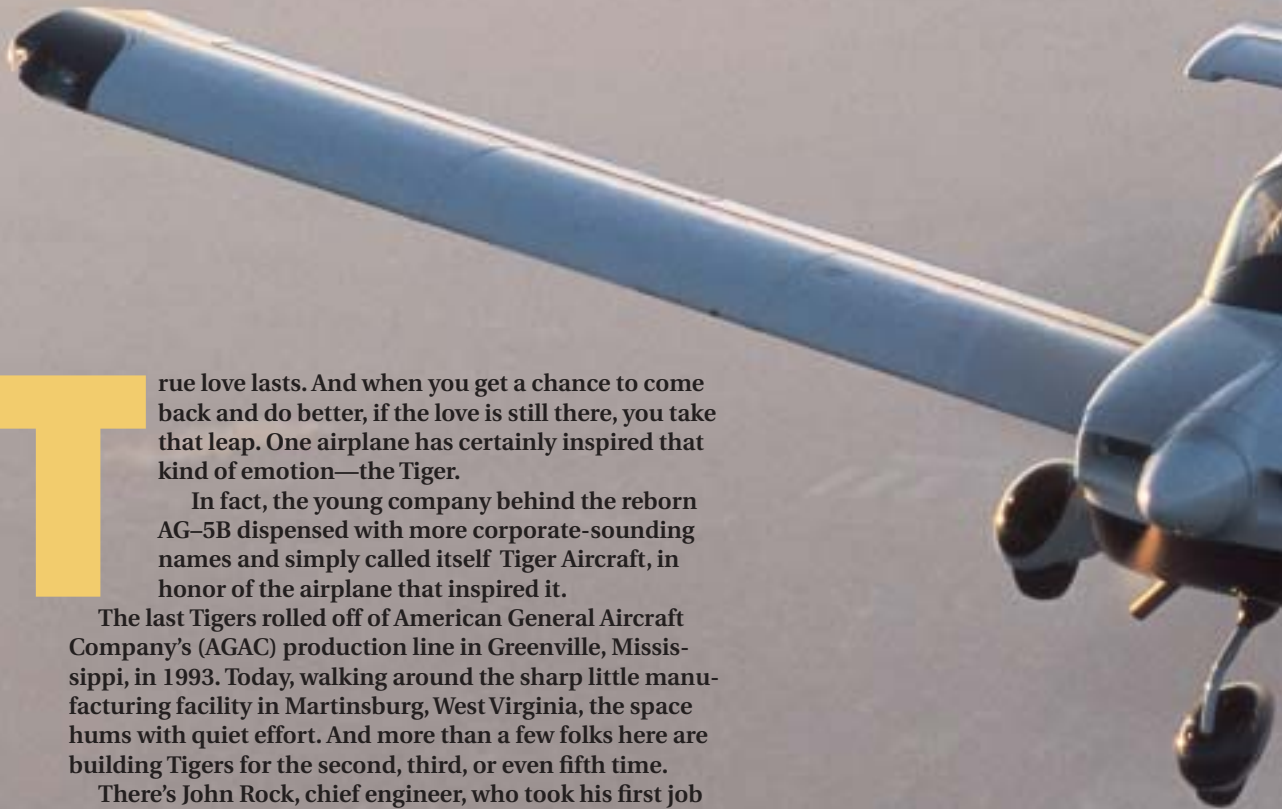 True love lasts. And when you get a chance to come
back and do better, if the love is still there, you take
that leap. One airplane has certainly inspired that
kind of emotion—the Tiger.
In fact, the young company behind the reborn
AG–5B dispensed with more corporate-sounding
names and simply called itself Tiger Aircraft, in
honor of the airplane that inspired it.
The last Tigers rolled off of American General Aircraft
Company's (AGAC) production line in Greenville, Missis-
sippi, in 1993. Today, walking around the sharp little manu-
facturing facility in Martinsburg, West Virginia, the space
hums with quiet effort. And more than a few folks here are
building Tigers for the second, third, or even fifth time.
There's John Rock, chief engineer, who took his first job